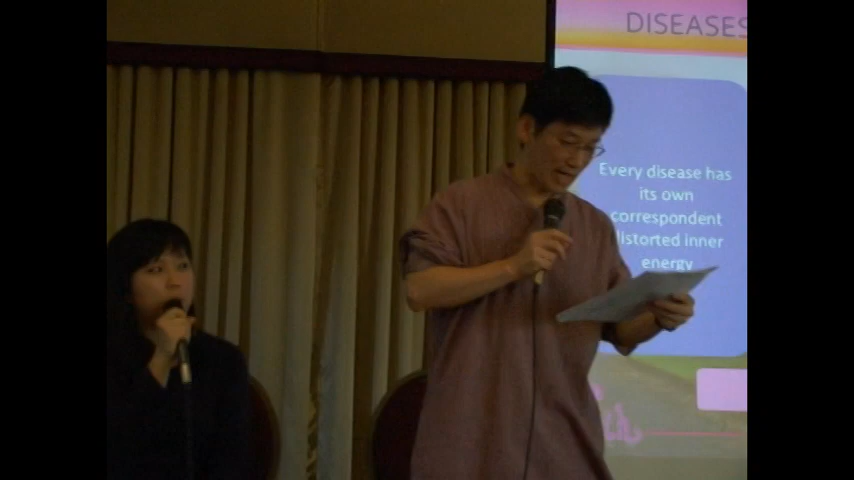 DISEASES
Every disease has
its own
correspondent
distorted inner
energy